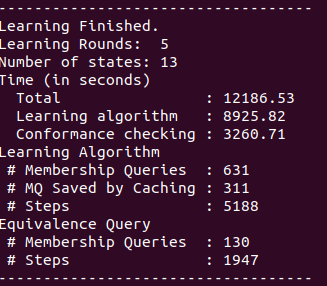 -----------------------------------
Learning Finished.
Learning Rounds:  5
Number of states: 13
Time (in seconds)
  Total                : 12186.53
  Learning algorithm   : 8925.82
  Conformance checking : 3260.71
Learning Algorithm
 # Membership Queries  : 631
 # MQ Saved by Caching : 311
 # Steps               : 5188
Equivalence Query
 # Membership Queries  : 130
 # Steps               : 1947
-----------------------------------